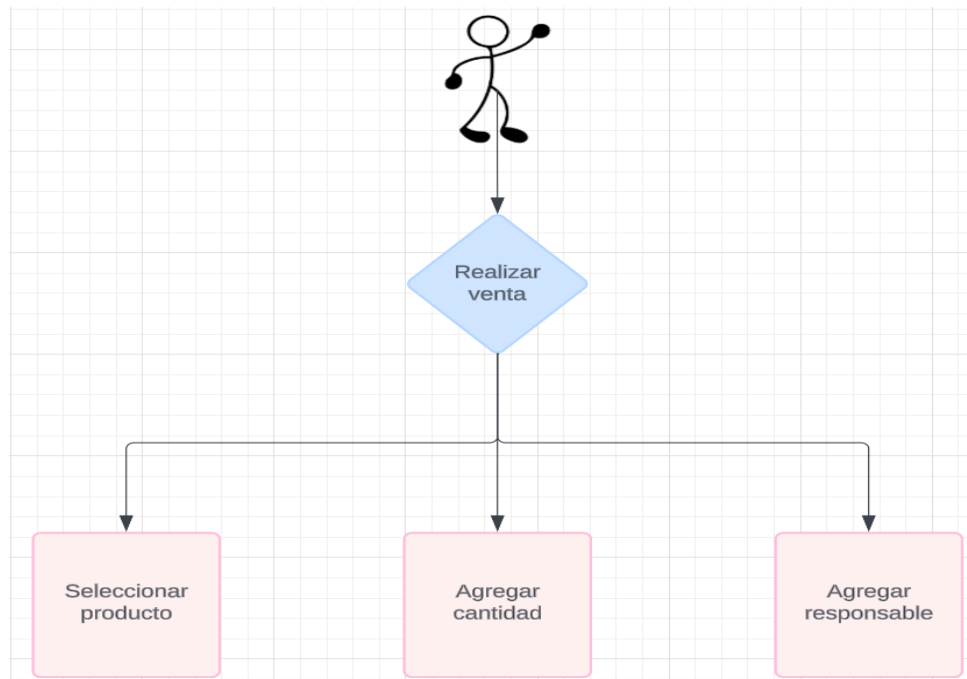 Realizar
venta
Seleccionar
producto
Agregar
cantidad
Agregar
responsable